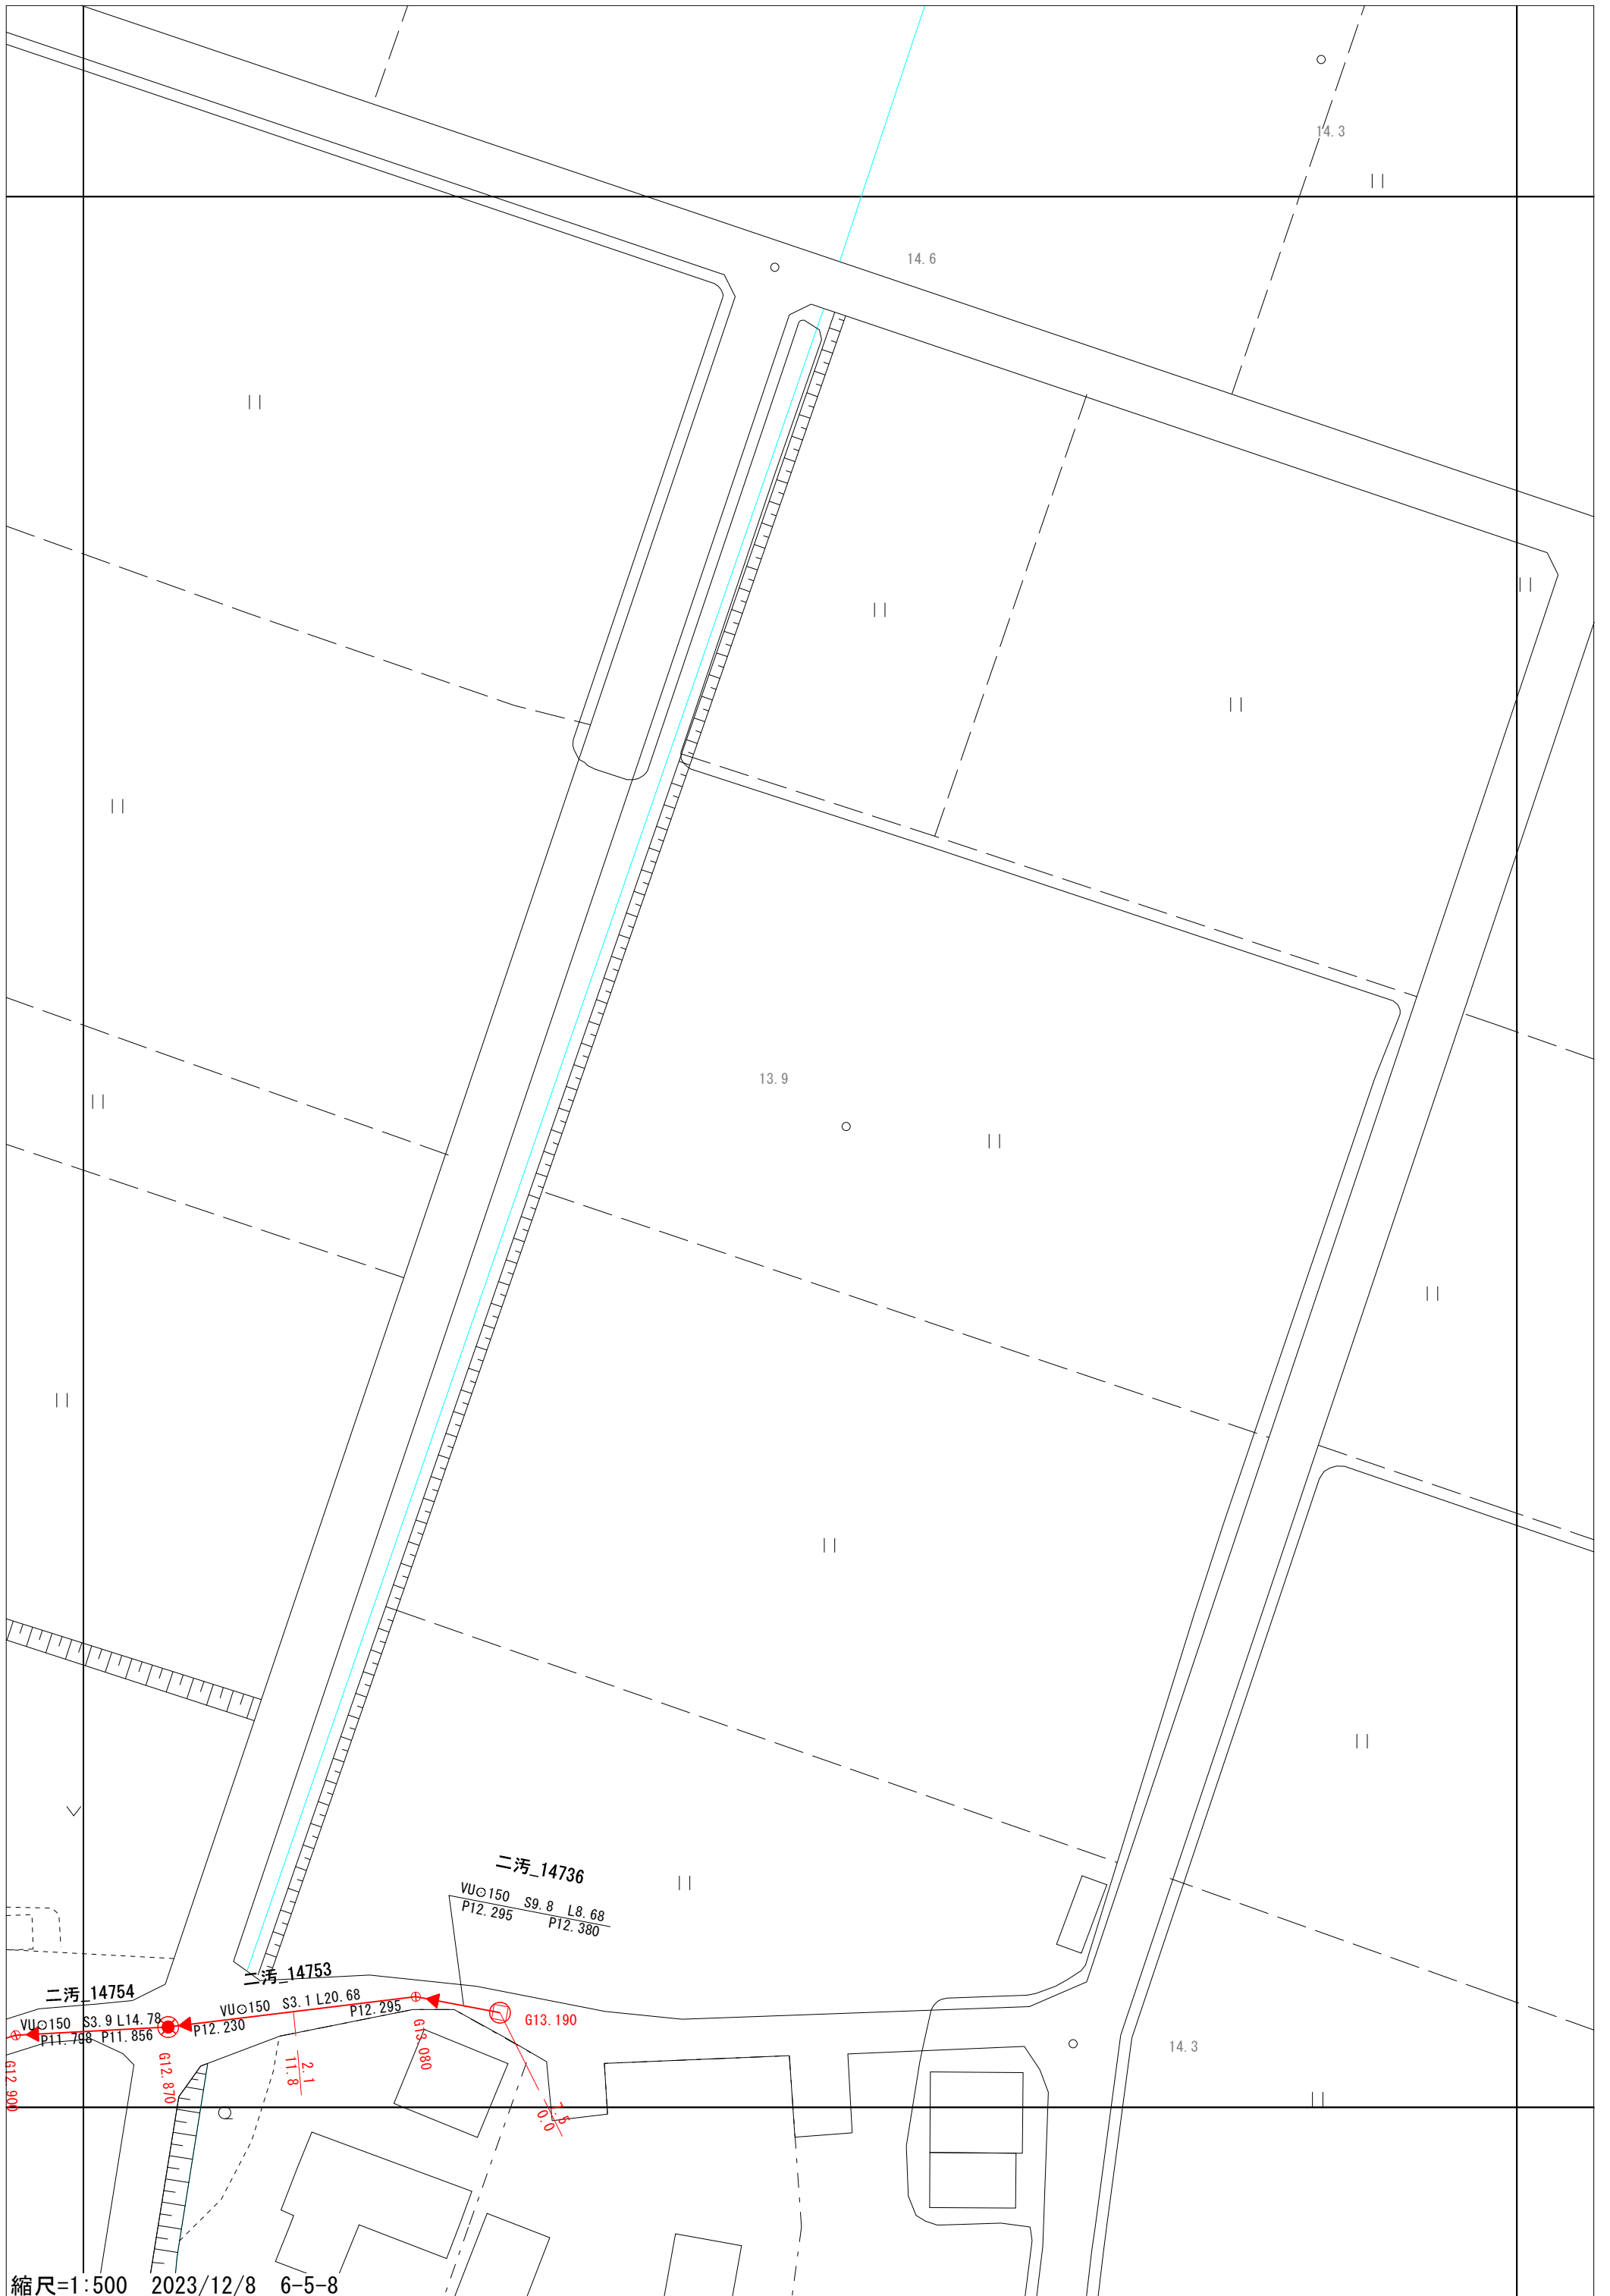 14.3
14.6
13.9
二汚_14736
VU⊙150 S9.8 L8.68
P12.295 P12.380
二汚_14753
二汚_14754
VU⊙150 S3.1 L20.68
P12.230 P12.295
VU⊙150 S3.9 L14.78
P11.798 P11.856
G13.190
G13.080
G12.870
G12.900
2.1
11.8
0.0
14.3
縮尺=1:500 2023/12/8 6-5-8